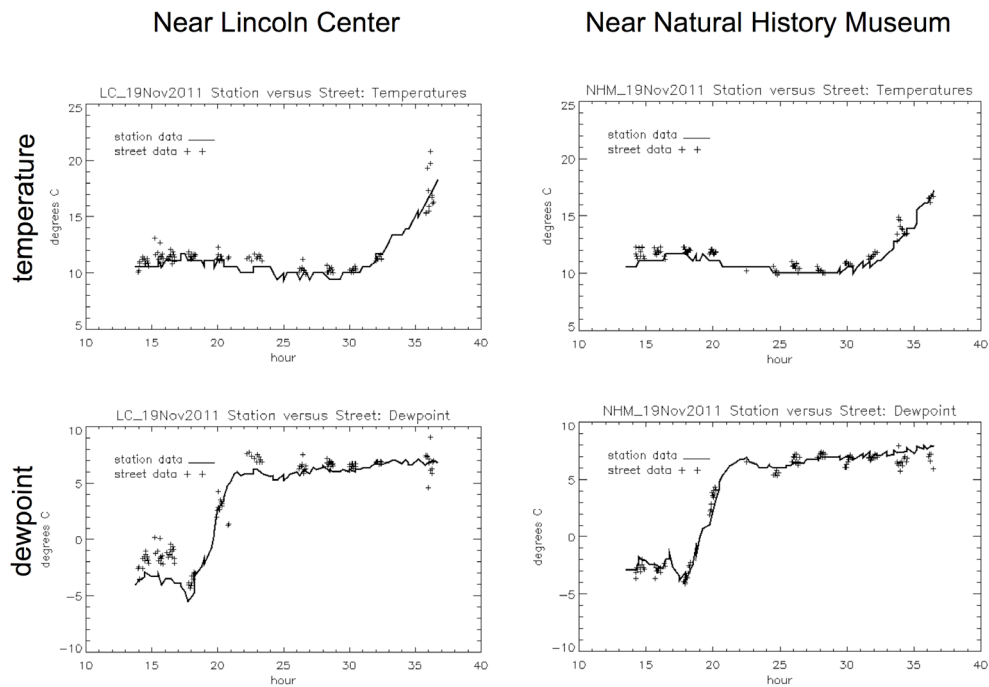 Near Lincoln Center
Near Natural History Museum
temperature
LC_19Nov2011 Station versus Street: Temperatures
25
20
15
10
5
degrees C
station data
street data + +
10 15 20 25 30 35 40
hour
NHM_19Nov2011 Station versus Street: Temperatures
25
20
15
10
5
degrees C
station data
street data + +
10 15 20 25 30 35 40
hour
dewpoint
LC_19Nov2011 Station versus Street: Dewpoint
10
5
0
-5
-10
degrees C
station data
street data + +
10 15 20 25 30 35 40
hour
NHM_19Nov2011 Station versus Street: Dewpoint
10
5
0
-5
-10
degrees C
station data
street data + +
10 15 20 25 30 35 40
hour